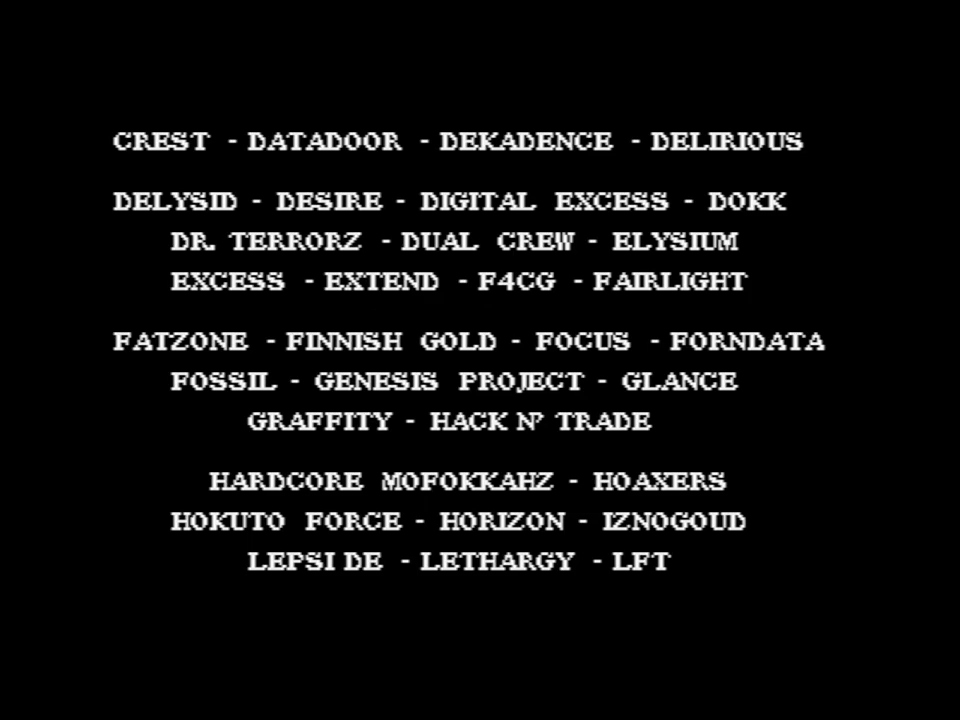 CREST - DATADOOR - DEKADENCE - DELIRIOUS
DELYSID - DESIRE - DIGITAL EXCESS - DOKK
DR. TERRORZ - DUAL CREW - ELYSIUM
EXCESS - EXTEND - F4CG - FAIRLIGHT
FATZONE - FINNISH GOLD - FOCUS - FORNDATA
FOSSIL - GENESIS PROJECT - GLANCE
GRAFFITY - HACK N' TRADE
HARDCORE MOFOKKAHZ - HOAXERS
HOKUTO FORCE - HORIZON - IZNOGOUD
LEPSI DE - LETHARGY - LFT